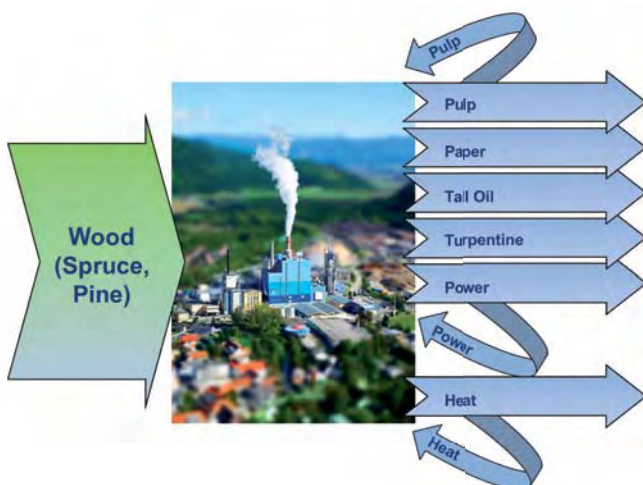 Pulp
Pulp
Paper
Tall Oil
Wood
(Spruce,
Pine)
Turpentine
Power
Power
Heat
Heat